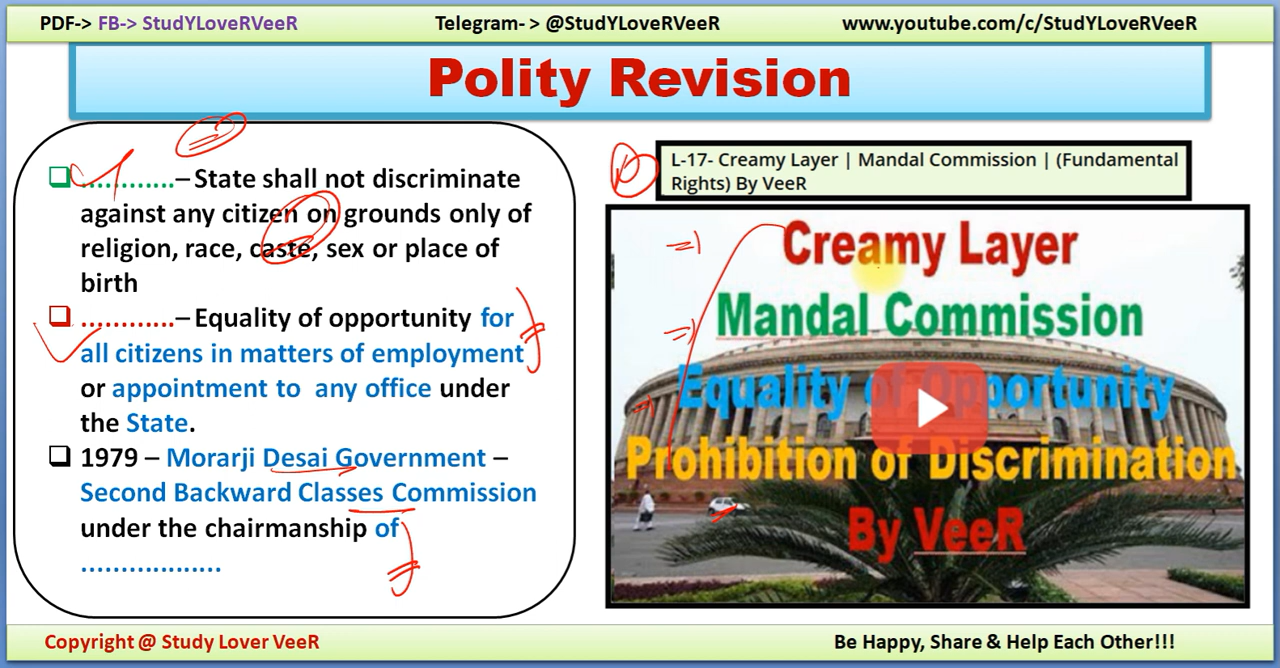 PDF-> FB-> StudYLoveRVeeR Telegram- > @StudYLoveRVeeR www.youtube.com/c/StudYLoveRVeeR
Polity Revision
............– State shall not discriminate
against any citizen on grounds only of
religion, race, caste, sex or place of
birth
............– Equality of opportunity for
all citizens in matters of employment
or appointment to any office under
the State.
1979 – Morarji Desai Government –
Second Backward Classes Commission
under the chairmanship of
..................
L-17- Creamy Layer | Mandal Commission | (Fundamental
Rights) By VeeR
Creamy Layer
Mandal Commission
Equality of Opportunity
Prohibition of Discrimination
By VeeR
Copyright @ Study Lover VeeR Be Happy, Share & Help Each Other!!!